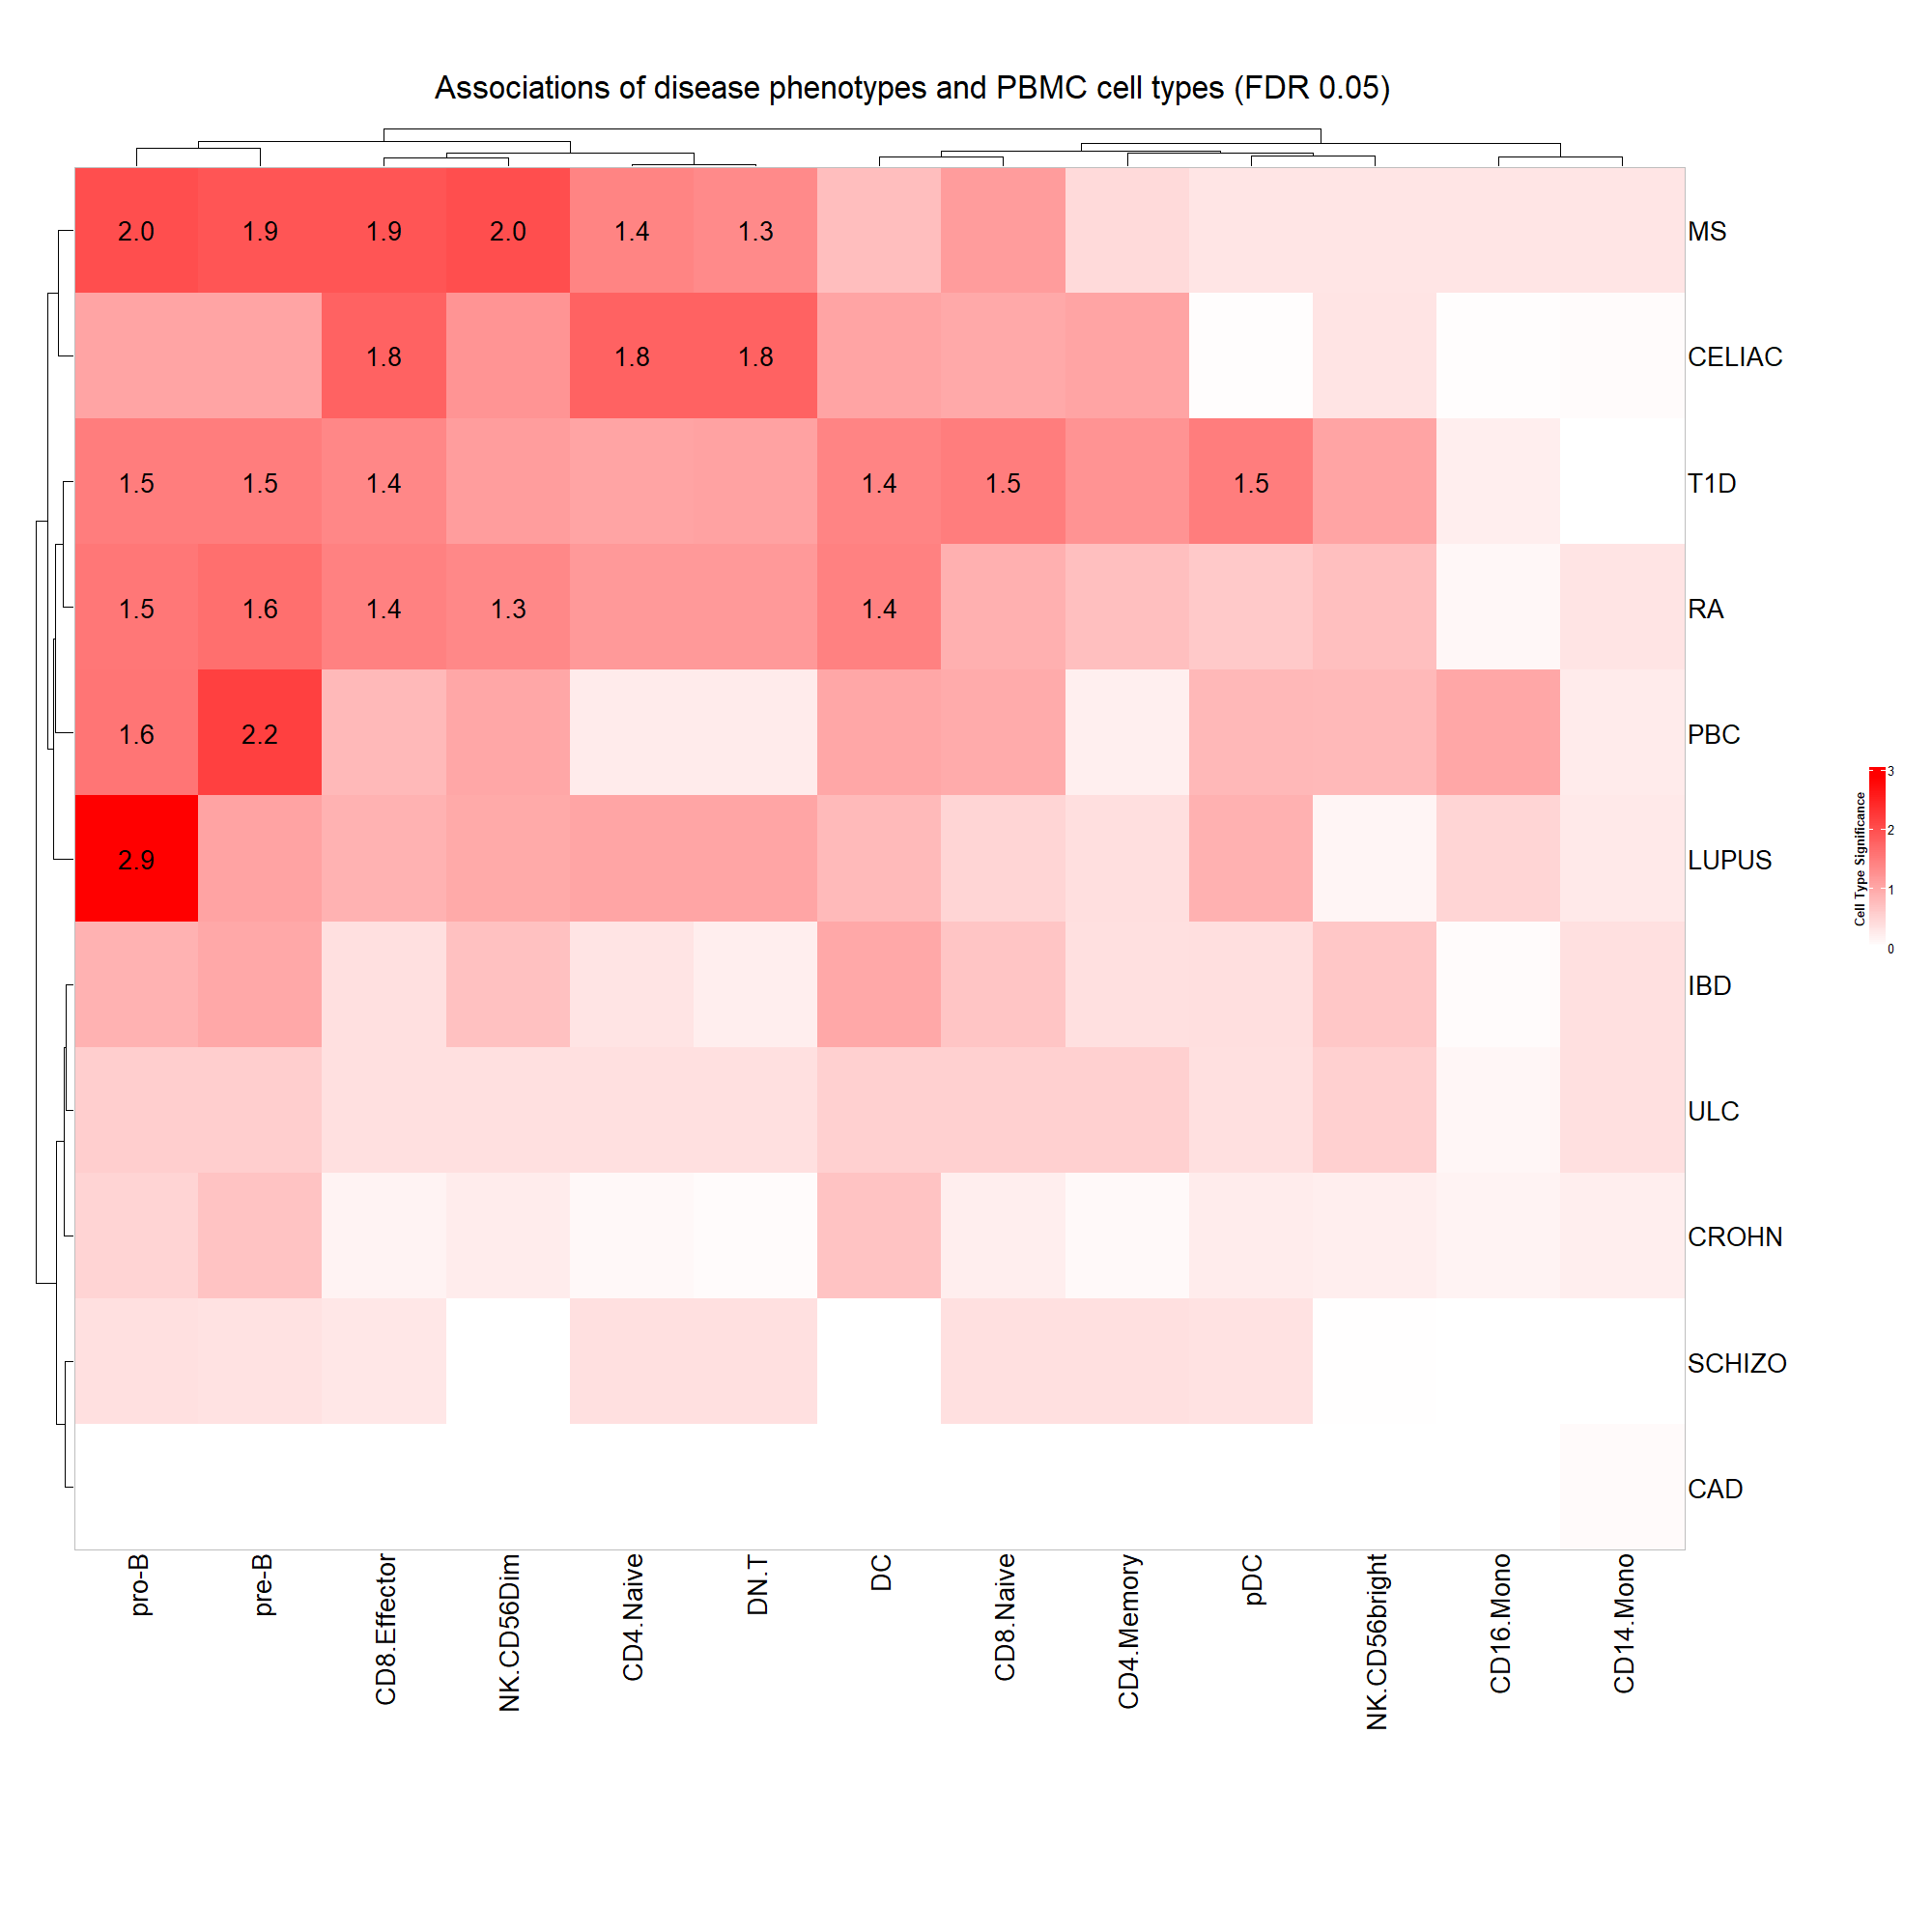 Associations of disease phenotypes and PBMC cell types (FDR 0.05)
2.0 1.9 1.9 2.0 1.4 1.3 MS
1.8 1.8 1.8 CELIAC
1.5 1.5 1.4 1.4 1.5 1.5 T1D
1.5 1.6 1.4 1.3 1.4 RA
1.6 2.2 PBC
2.9 LUPUS
IBD
ULC
CROHN
SCHIZO
CAD
pro-B
pre-B
CD8.Effector
NK.CD56Dim
CD4.Naive
DN.T
DC
CD8.Naive
CD4.Memory
pDC
NK.CD56bright
CD16.Mono
CD14.Mono
Cell Type Significance
3
2
1
0